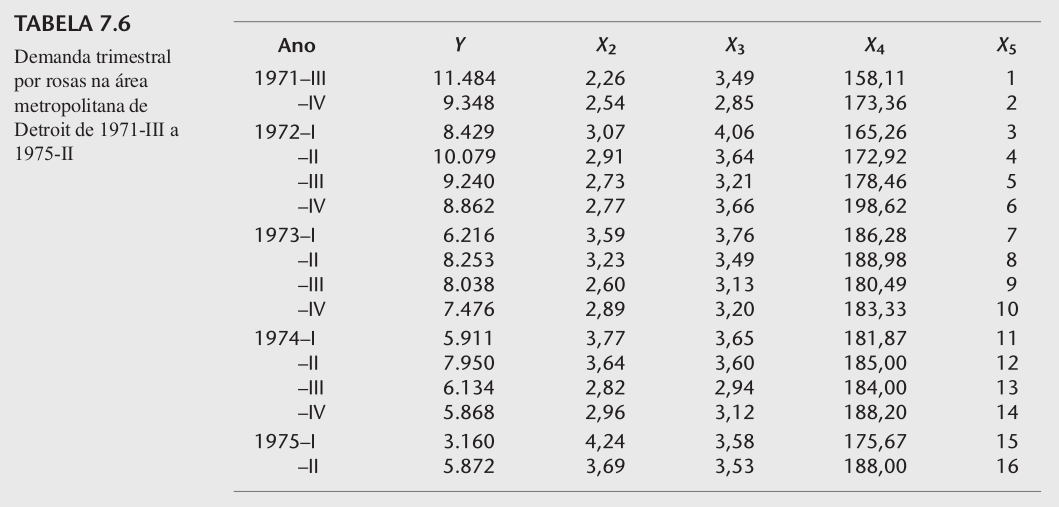 TABELA 7.6
Demanda trimestral
por rosas na área
metropolitana de
Detroit de 1971-III a
1975-II
Ano Y X2 X3 X4 X5
1971–III 11.484 2,26 3,49 158,11 1
–IV 9.348 2,54 2,85 173,36 2
1972–I 8.429 3,07 4,06 165,26 3
–II 10.079 2,91 3,64 172,92 4
–III 9.240 2,73 3,21 178,46 5
–IV 8.862 2,77 3,66 198,62 6
1973–I 6.216 3,59 3,76 186,28 7
–II 8.253 3,23 3,49 188,98 8
–III 8.038 2,60 3,13 180,49 9
–IV 7.476 2,89 3,20 183,33 10
1974–I 5.911 3,77 3,65 181,87 11
–II 7.950 3,64 3,60 185,00 12
–III 6.134 2,82 2,94 184,00 13
–IV 5.868 2,96 3,12 188,20 14
1975–I 3.160 4,24 3,58 175,67 15
–II 5.872 3,69 3,53 188,00 16